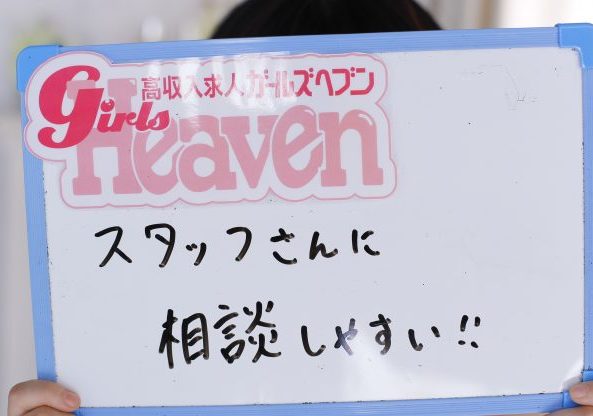 高収入求人ガールズヘブン
Girls
Heaven
スタッフさんに
相談しやすい!!